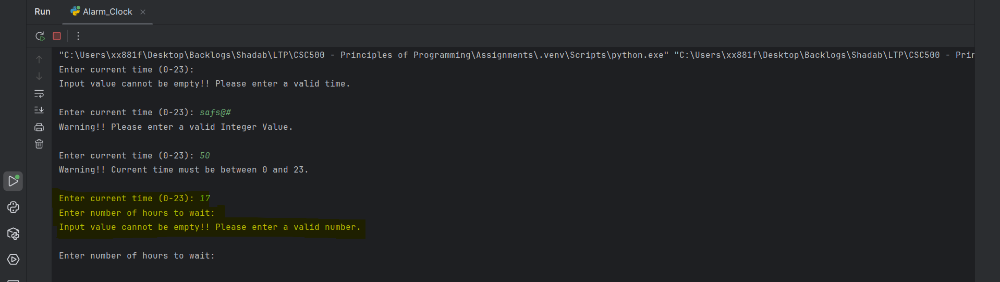 Run Alarm_Clock
"C:\Users\xx881f\Desktop\Backlogs\Shadab\LTP\CSC500 - Principles of Programming\Assignments\.venv\Scripts\python.exe" "C:\Users\xx881f\Desktop\Backlogs\Shadab\LTP\CSC500 - Prin
Enter current time (0-23):
Input value cannot be empty!! Please enter a valid time.
Enter current time (0-23): safs@#
Warning!! Please enter a valid Integer Value.
Enter current time (0-23): 50
Warning!! Current time must be between 0 and 23.
Enter current time (0-23): 17
Enter number of hours to wait:
Input value cannot be empty!! Please enter a valid number.
Enter number of hours to wait: